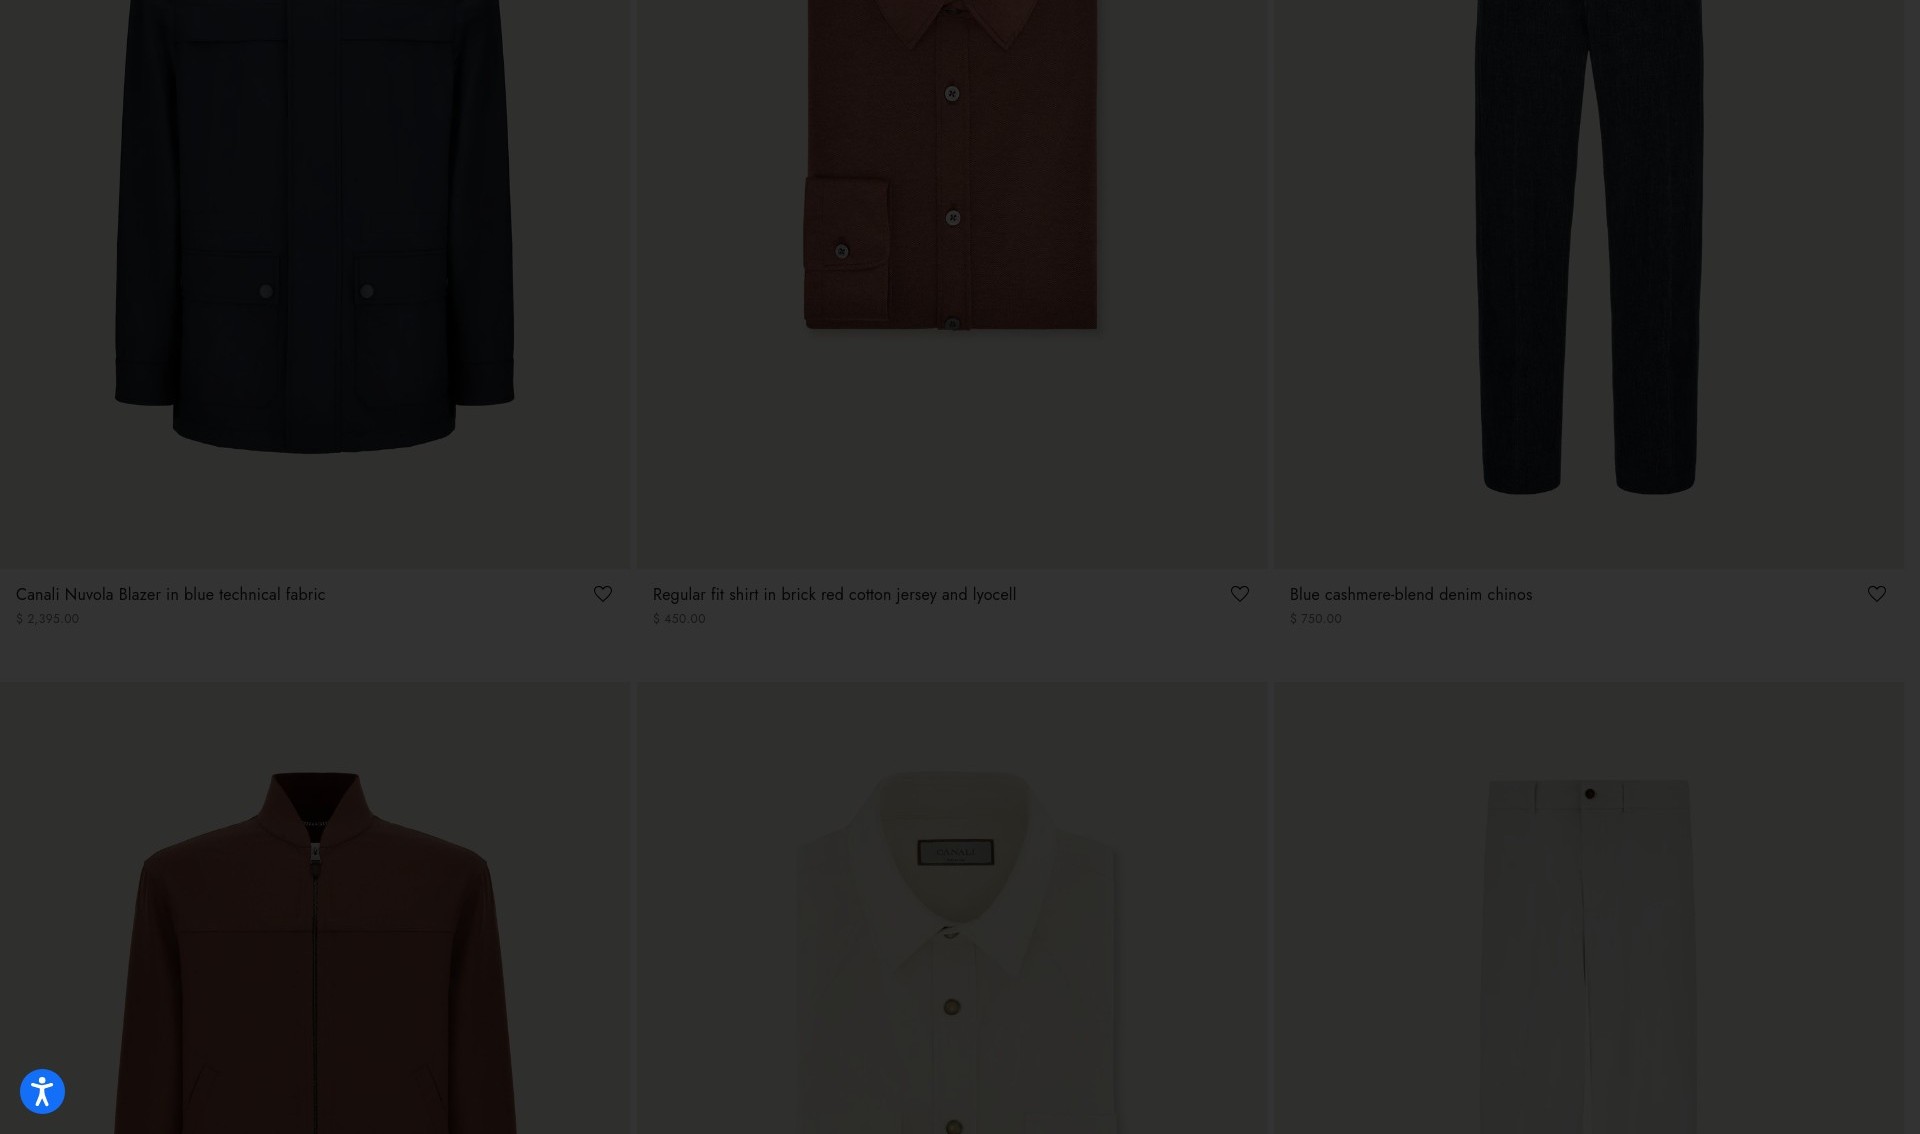 Canali Nuvola Blazer in blue technical fabric
$ 2,395.00
Regular fit shirt in brick red cotton jersey and lyocell
$ 450.00
Blue cashmere-blend denim chinos
$ 750.00
CANALI